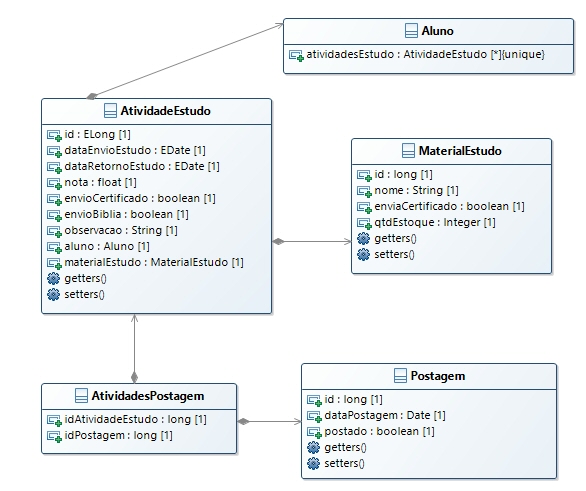 Aluno
atividadesEstudo : AtividadeEstudo [*]{unique}
AtividadeEstudo
id : ELong [1]
dataEnvioEstudo : EDate [1]
dataRetornoEstudo : EDate [1]
nota : float [1]
envioCertificado : boolean [1]
envioBiblia : boolean [1]
observacao : String [1]
aluno : Aluno [1]
materialEstudo : MaterialEstudo [1]
getters()
setters()
MaterialEstudo
id : long [1]
nome : String [1]
enviaCertificado : boolean [1]
qtdEstoque : Integer [1]
getters()
setters()
AtividadesPostagem
idAtividadeEstudo : long [1]
idPostagem : long [1]
Postagem
id : long [1]
dataPostagem : Date [1]
postado : boolean [1]
getters()
setters()